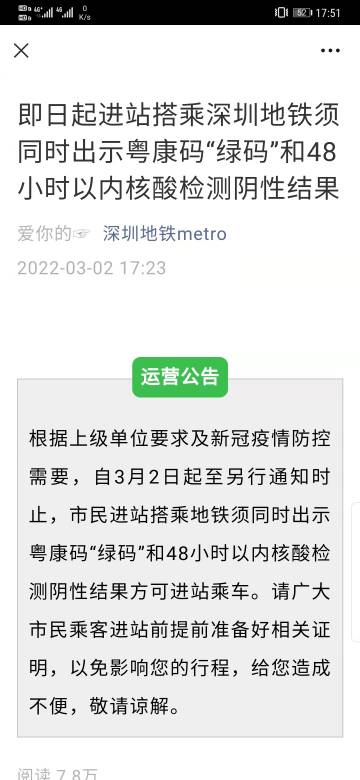 4G+ 4G 0 K/s 52 17:51
即日起进站搭乘深圳地铁须
同时出示粤康码“绿码”和48
小时以内核酸检测阴性结果
爱你的☞ 深圳地铁metro
2022-03-02 17:23
运营公告
根据上级单位要求及新冠疫情防控
需要，自3月2日起至另行通知时
止，市民进站搭乘地铁须同时出示
粤康码“绿码”和48小时以内核酸检
测阴性结果方可进站乘车。请广大
市民乘客进站前提前准备好相关证
明，以免影响您的行程，给您造成
不便，敬请谅解。
阅读 7.8万